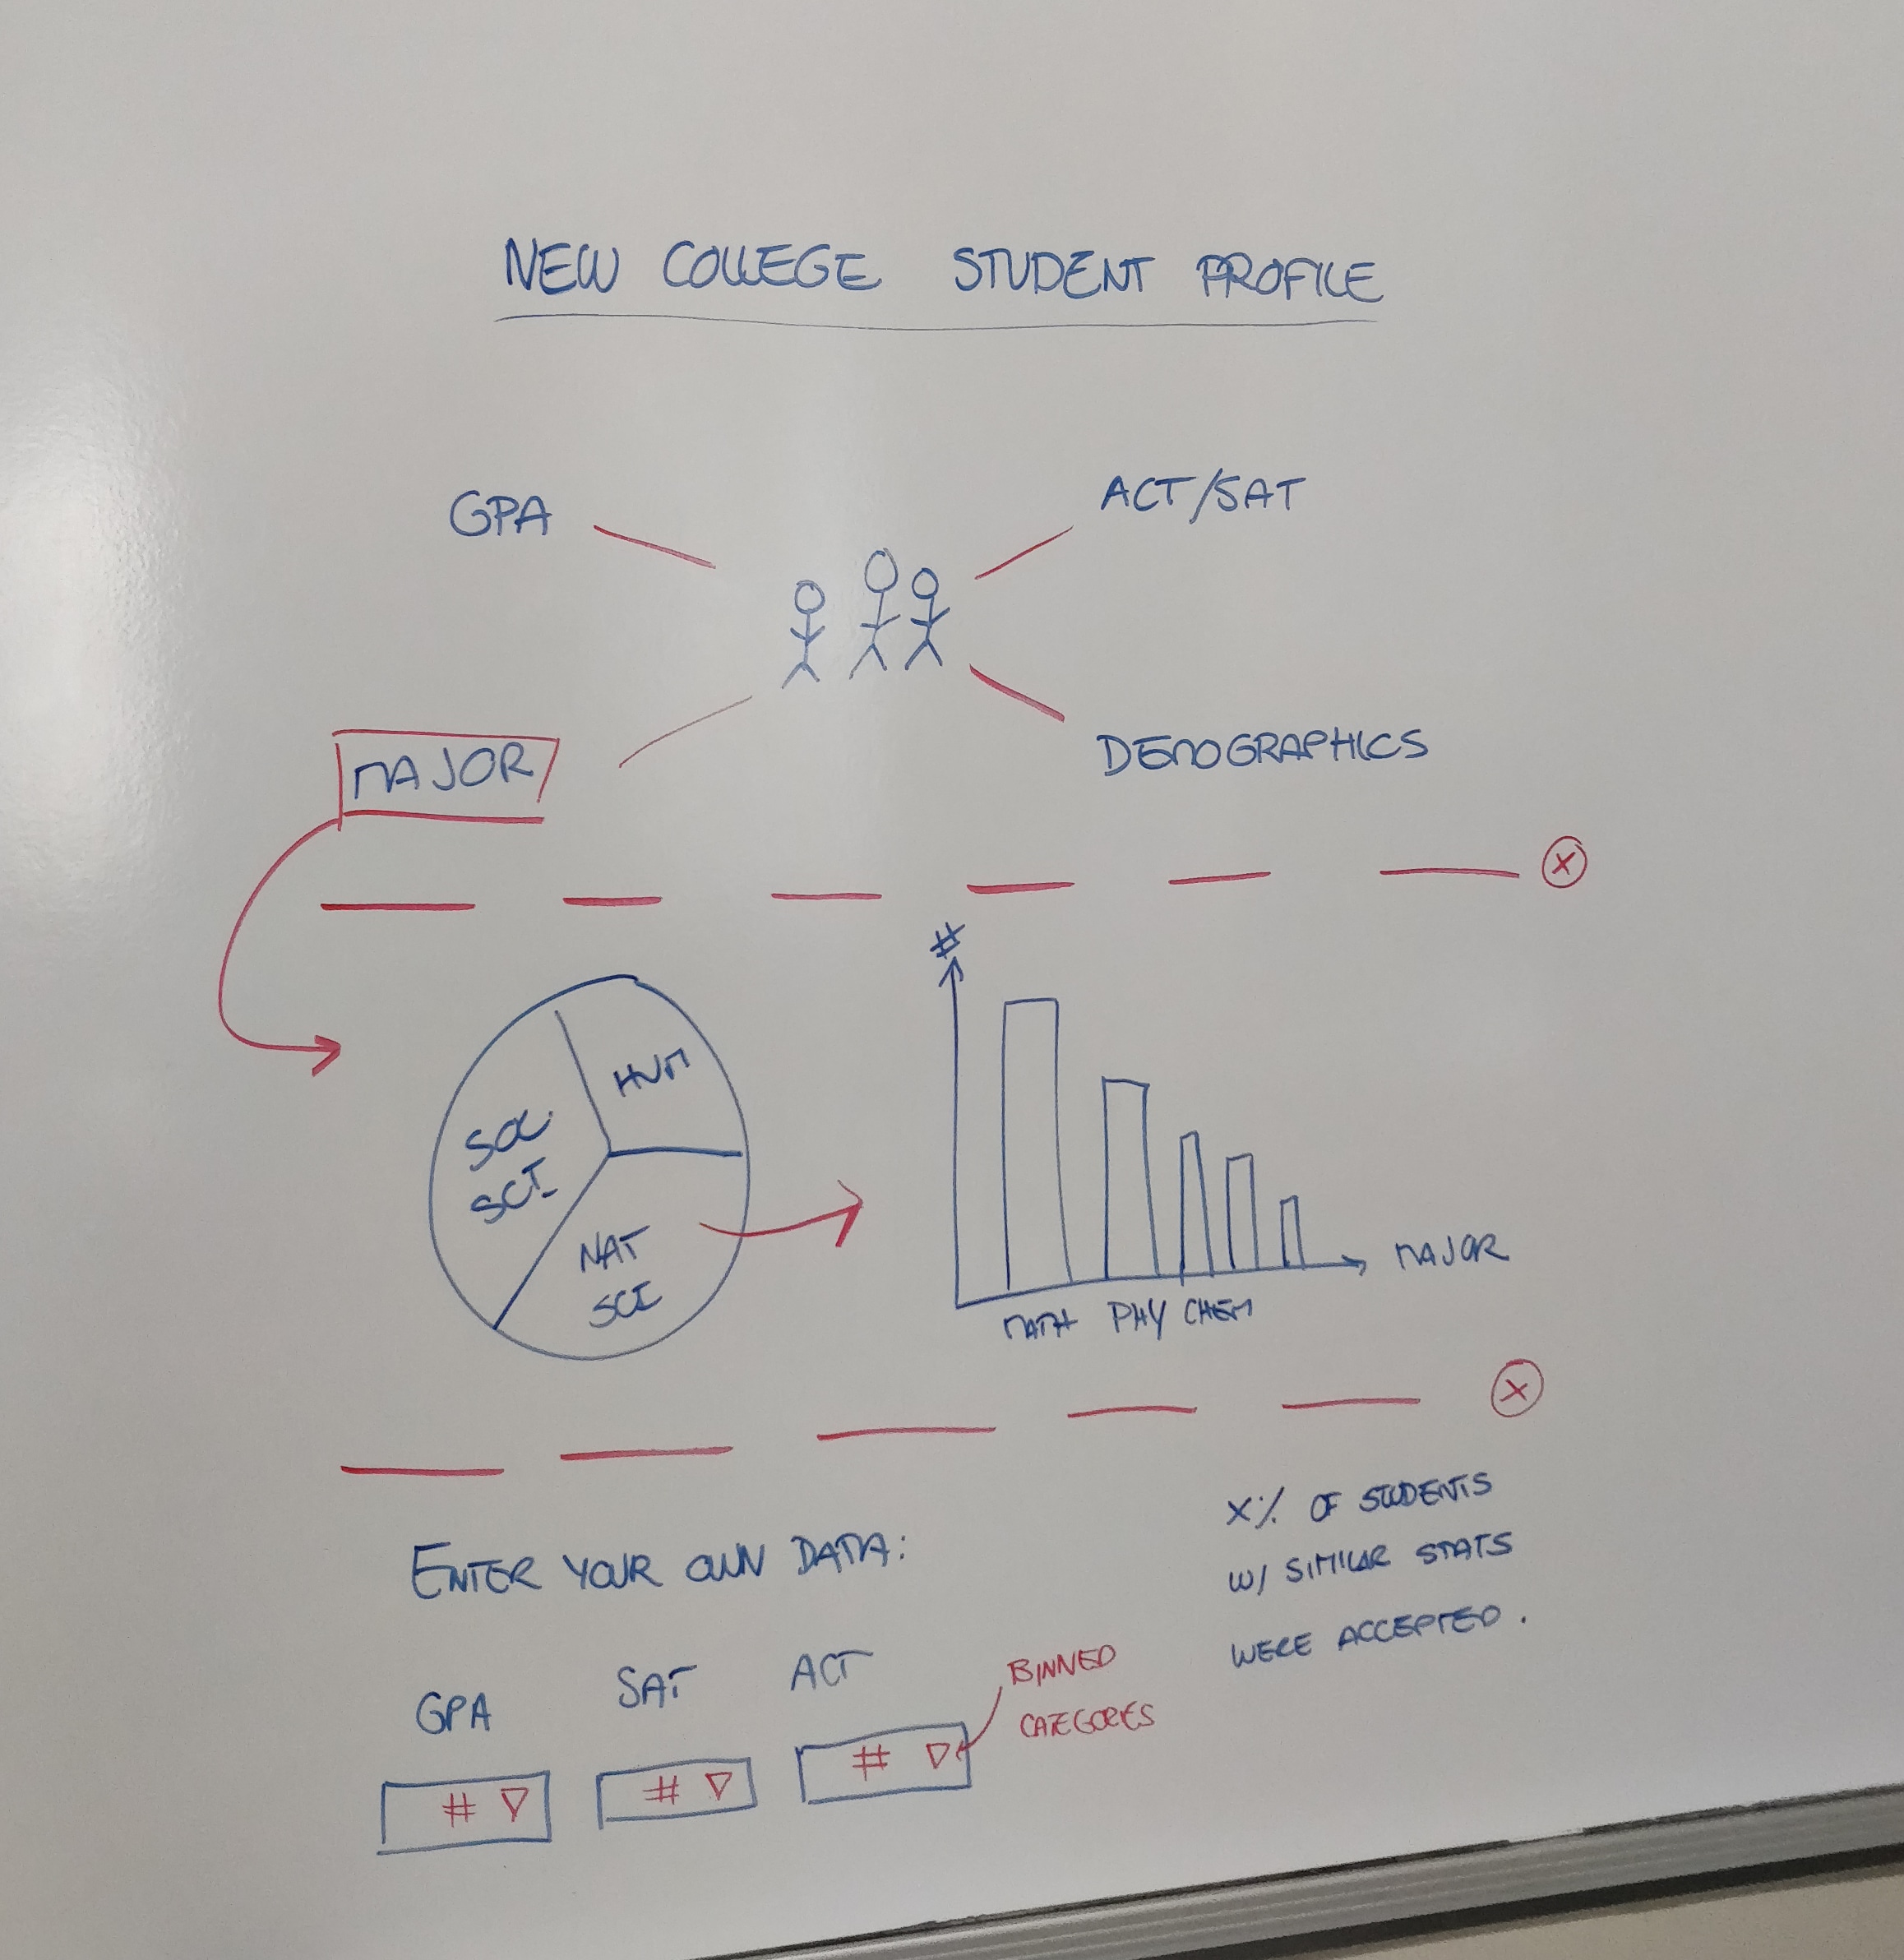 NEW COLLEGE STUDENT PROFILE
GPA
ACT/SAT
MAJOR
DEMOGRAPHICS
X
#
HUM
SOC
SCI
NAT
SCI
MAJOR
MATH PHY CHEM
X
ENTER YOUR OWN DATA:
X% OF STUDENTS
W/ SIMILAR STATS
WERE ACCEPTED.
GPA
SAT
ACT
BINNED
CATEGORES
# ▽
# ▽
# ▽